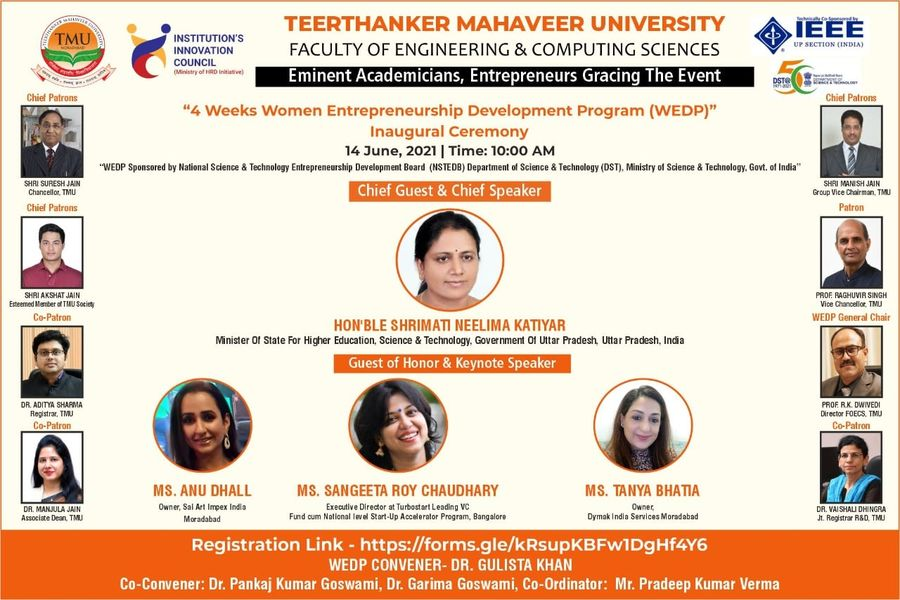 TEERTHANKER MAHAVEER UNIVERSITY
FACULTY OF ENGINEERING & COMPUTING SCIENCES
Eminent Academicians, Entrepreneurs Gracing The Event
TMU
MORADABAD
INSTITUTION'S
INNOVATION
COUNCIL
(Ministry of HRD Initiative)
Technically Co-Sponsored by
IEEE
UP SECTION (INDIA)
DST@
1971-2021
DEPARTMENT OF
SCIENCE & TECHNOLOGY
"4 Weeks Women Entrepreneurship Development Program (WEDP)"
Inaugural Ceremony
14 June, 2021 | Time: 10:00 AM
"WEDP Sponsored by National Science & Technology Entrepreneurship Development Board (NSTEDB) Department of Science & Technology (DST), Ministry of Science & Technology, Govt. of India"
Chief Patrons
SHRI SURESH JAIN
Chancellor, TMU
Chief Patrons
SHRI AKSHAT JAIN
Esteemed Member of TMU Society
Co-Patron
DR. ADITYA SHARMA
Registrar, TMU
Co-Patron
DR. MANJULA JAIN
Associate Dean, TMU
Chief Guest & Chief Speaker
HON'BLE SHRIMATI NEELIMA KATIYAR
Minister Of State For Higher Education, Science & Technology, Government Of Uttar Pradesh, Uttar Pradesh, India
Guest of Honor & Keynote Speaker
MS. ANU DHALL
Owner, Sai Art Impex India
Moradabad
MS. SANGEETA ROY CHAUDHARY
Executive Director at Turbostart Leading VC
Fund cum National level Start-Up Accelerator Program, Bangalore
MS. TANYA BHATIA
Owner,
Dymak India Services Moradabad
Chief Patrons
SHRI MANISH JAIN
Group Vice Chairman, TMU
Patron
PROF. RAGHUVIR SINGH
Vice Chancellor, TMU
WEDP General Chair
PROF. R.K. DWIVEDI
Director FOECS, TMU
Co-Patron
DR. VAISHALI DHINGRA
Jt. Registrar R&D, TMU
Registration Link - https://forms.gle/kRsupKBFw1DgHf4Y6
WEDP CONVENER- DR. GULISTA KHAN
Co-Convener: Dr. Pankaj Kumar Goswami, Dr. Garima Goswami, Co-Ordinator: Mr. Pradeep Kumar Verma